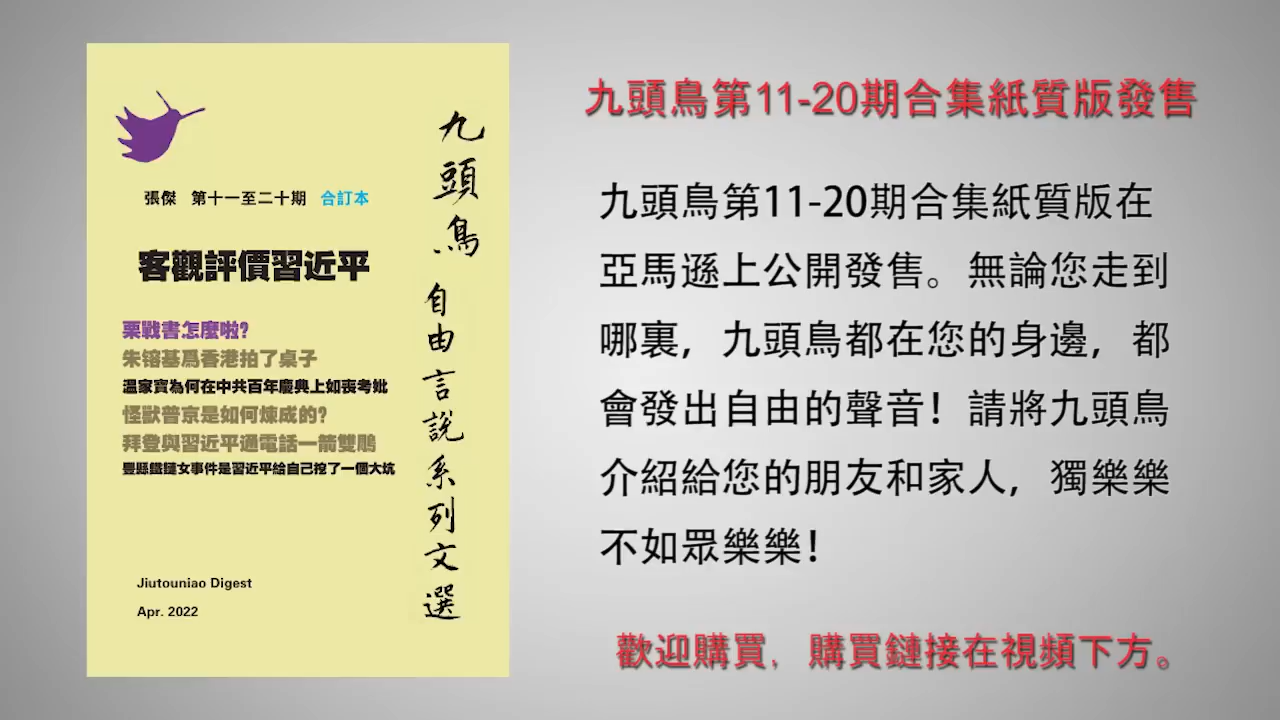 張傑 第十一至二十期 合訂本
客觀評價習近平
栗戰書怎麼啦?
朱镕基爲香港拍了桌子
溫家寶為何在中共百年慶典上如喪考妣
怪獸普京是如何煉成的?
拜登與習近平通電話一箭雙鵰
豐縣鐵鏈女事件是習近平給自己挖了一個大坑
Jiutouniao Digest
Apr. 2022
九頭鳥 自由言說系列文選
九頭鳥第11-20期合集紙質版發售
九頭鳥第11-20期合集紙質版在
亞馬遜上公開發售。無論您走到
哪裏，九頭鳥都在您的身邊，都
會發出自由的聲音！請將九頭鳥
介紹給您的朋友和家人，獨樂樂
不如眾樂樂！
歡迎購買，購買鏈接在視頻下方。